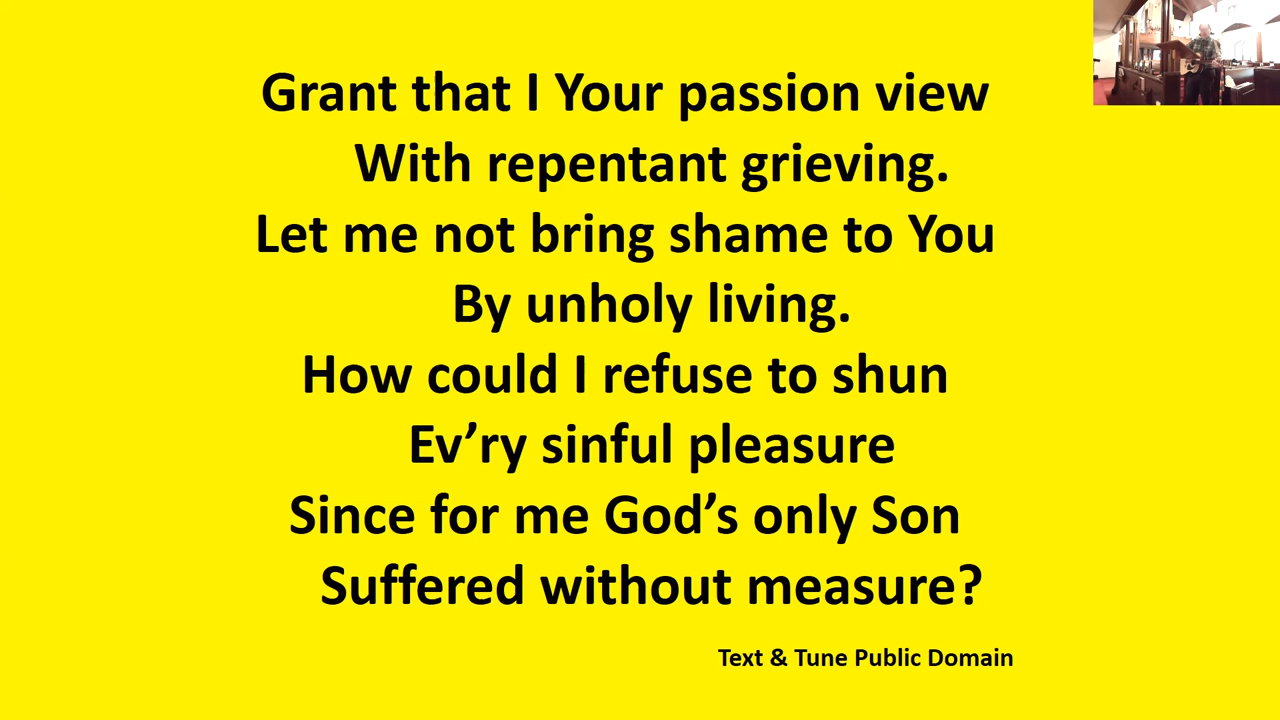 Grant that I Your passion view
With repentant grieving.
Let me not bring shame to You
By unholy living.
How could I refuse to shun
Ev’ry sinful pleasure
Since for me God’s only Son
Suffered without measure?
Text & Tune Public Domain